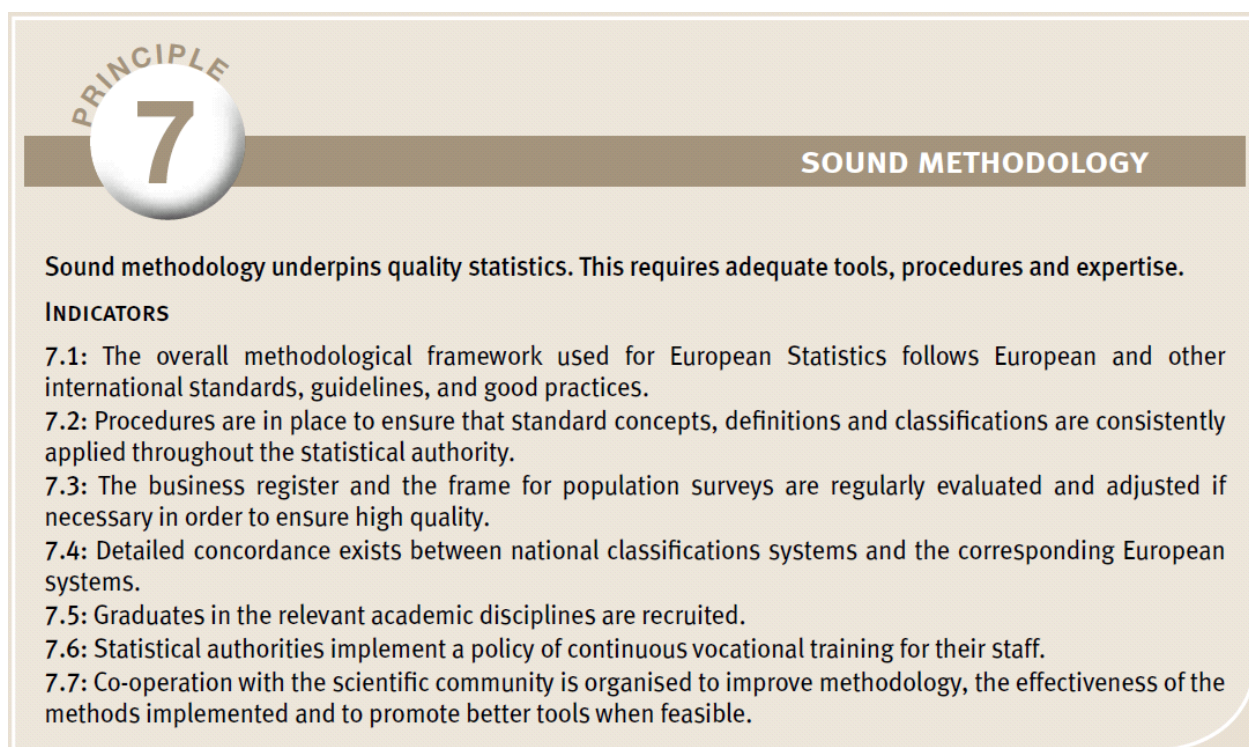 PRINCIPLE
7
SOUND METHODOLOGY
Sound methodology underpins quality statistics. This requires adequate tools, procedures and expertise.
INDICATORS
7.1: The overall methodological framework used for European Statistics follows European and other
international standards, guidelines, and good practices.
7.2: Procedures are in place to ensure that standard concepts, definitions and classifications are consistently
applied throughout the statistical authority.
7.3: The business register and the frame for population surveys are regularly evaluated and adjusted if
necessary in order to ensure high quality.
7.4: Detailed concordance exists between national classifications systems and the corresponding European
systems.
7.5: Graduates in the relevant academic disciplines are recruited.
7.6: Statistical authorities implement a policy of continuous vocational training for their staff.
7.7: Co-operation with the scientific community is organised to improve methodology, the effectiveness of the
methods implemented and to promote better tools when feasible.